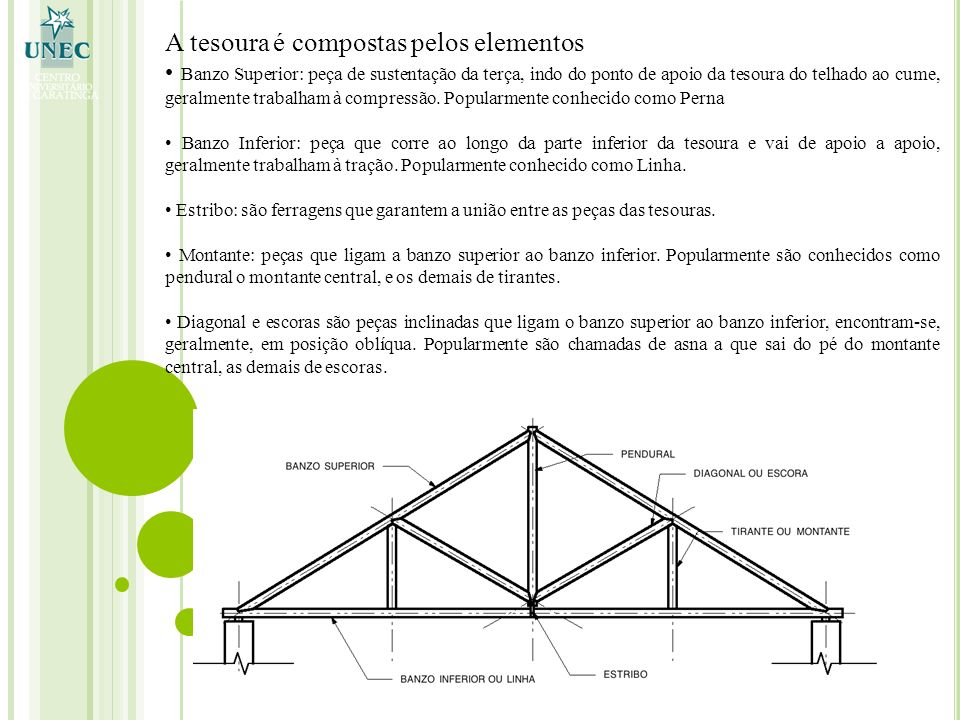 UNEC
CENTRO
UNIVERSITÁRIO
CARATINGA
A tesoura é compostas pelos elementos
• Banzo Superior: peça de sustentação da terça, indo do ponto de apoio da tesoura do telhado ao cume,
geralmente trabalham à compressão. Popularmente conhecido como Perna
• Banzo Inferior: peça que corre ao longo da parte inferior da tesoura e vai de apoio a apoio,
geralmente trabalham à tração. Popularmente conhecido como Linha.
• Estribo: são ferragens que garantem a união entre as peças das tesouras.
• Montante: peças que ligam a banzo superior ao banzo inferior. Popularmente são conhecidos como
pendural o montante central, e os demais de tirantes.
• Diagonal e escoras são peças inclinadas que ligam o banzo superior ao banzo inferior, encontram-se,
geralmente, em posição oblíqua. Popularmente são chamadas de asna a que sai do pé do montante
central, as demais de escoras.
PENDURAL
BANZO SUPERIOR
DIAGONAL OU ESCORA
TIRANTE OU MONTANTE
ESTRIBO
BANZO INFERIOR OU LINHA